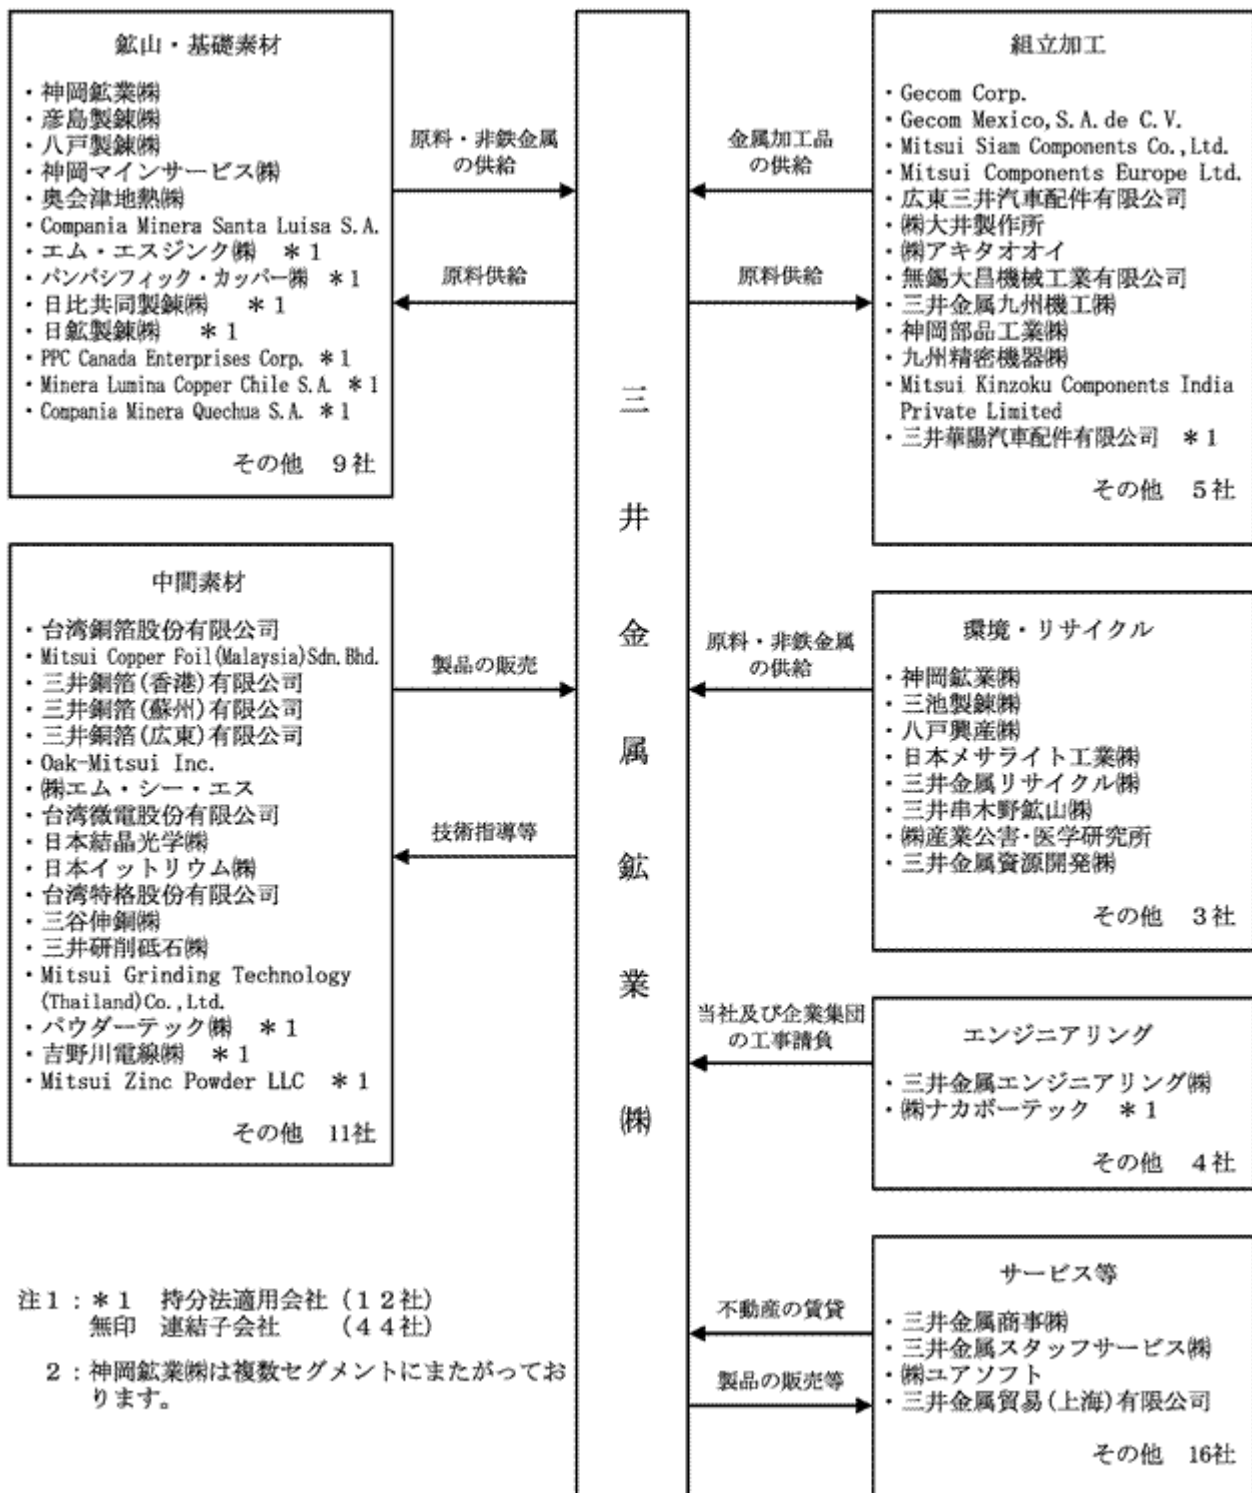 鉱山・基礎素材
・神岡鉱業㈱
・彦島製錬㈱
・八戸製錬㈱
・神岡マインサービス㈱
・奥会津地熱㈱
・Compania Minera Santa Luisa S.A.
・エム・エスジンク㈱ ＊1
・パンパシフィック・カッパー㈱ ＊1
・日比共同製錬㈱ ＊1
・日鉱製錬㈱ ＊1
・PPC Canada Enterprises Corp. ＊1
・Minera Lumina Copper Chile S.A. ＊1
・Compania Minera Quechua S.A. ＊1
その他 9社
原料・非鉄金属
の供給
原料供給
中間素材
・台湾銅箔股份有限公司
・Mitsui Copper Foil(Malaysia)Sdn.Bhd.
・三井銅箔(香港)有限公司
・三井銅箔(蘇州)有限公司
・三井銅箔(広東)有限公司
・Oak-Mitsui Inc.
・㈱エム・シー・エス
・台湾微電股份有限公司
・日本結晶光学㈱
・日本イットリウム㈱
・台湾特格股份有限公司
・三谷伸銅㈱
・三井研削砥石㈱
・Mitsui Grinding Technology
(Thailand)Co.,Ltd.
・パウダーテック㈱ ＊1
・吉野川電線㈱ ＊1
・Mitsui Zinc Powder LLC ＊1
その他 11社
製品の販売
技術指導等
三井金属鉱業㈱
組立加工
・Gecom Corp.
・Gecom Mexico,S.A.de C.V.
・Mitsui Siam Components Co.,Ltd.
・Mitsui Components Europe Ltd.
・広東三井汽車配件有限公司
・㈱大井製作所
・㈱アキタオオイ
・無錫大昌機械工業有限公司
・三井金属九州機工㈱
・神岡部品工業㈱
・九州精密機器㈱
・Mitsui Kinzoku Components India
Private Limited
・三井華陽汽車配件有限公司 ＊1
その他 5社
金属加工品
の供給
原料供給
環境・リサイクル
・神岡鉱業㈱
・三池製錬㈱
・八戸興産㈱
・日本メサライト工業㈱
・三井金属リサイクル㈱
・三井串木野鉱山㈱
・㈱産業公害･医学研究所
・三井金属資源開発㈱
その他 3社
原料・非鉄金属
の供給
エンジニアリング
・三井金属エンジニアリング㈱
・㈱ナカボーテック ＊1
その他 4社
当社及び企業集団
の工事請負
サービス等
・三井金属商事㈱
・三井金属スタッフサービス㈱
・㈱ユアソフト
・三井金属貿易(上海)有限公司
その他 16社
不動産の賃貸
製品の販売等
注1：＊1 持分法適用会社（12社）
無印 連結子会社 （44社）
2：神岡鉱業㈱は複数セグメントにまたがってお
ります。